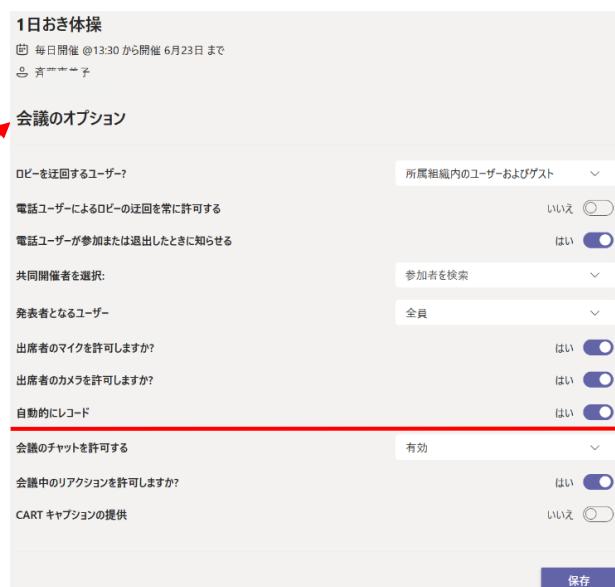 1日おき体操
毎日開催 @13:30 から開催 6月23日 まで
会議のオプション
ロビーを迂回するユーザー? 所属組織内のユーザーおよびゲスト
電話ユーザーによるロビーの迂回を常に許可する いいえ
電話ユーザーが参加または退出したときに知らせる はい
共同開催者を選択: 参加者を検索
発表者となるユーザー 全員
出席者のマイクを許可しますか? はい
出席者のカメラを許可しますか? はい
自動的にレコード はい
会議のチャットを許可する 有効
会議中のリアクションを許可しますか? はい
CART キャプションの提供 いいえ
保存